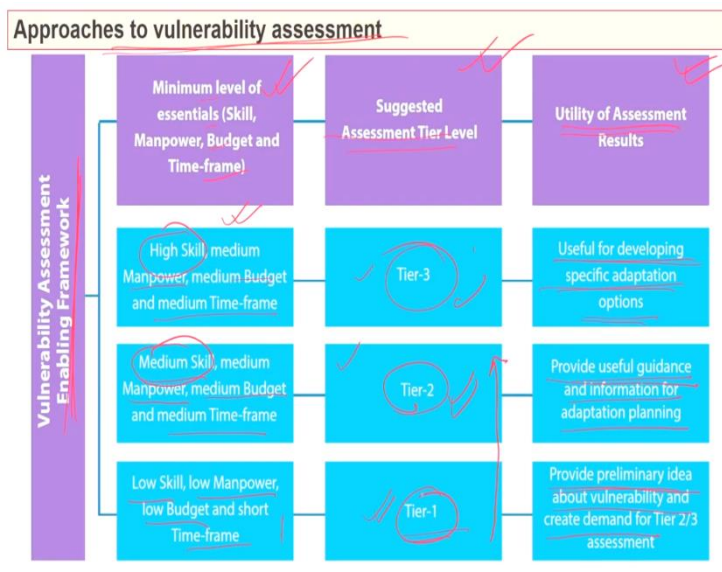 Approaches to vulnerability assessment
Vulnerability Assessment
Enabling Framework
Minimum level of
essentials (Skill,
Manpower, Budget and
Time-frame)
Suggested
Assessment Tier Level
Utility of Assessment
Results
High Skill, medium
Manpower, medium Budget
and medium Time-frame
Tier-3
Useful for developing
specific adaptation
options
Medium Skill, medium
Manpower, medium Budget
and medium Time-frame
Tier-2
Provide useful guidance
and information for
adaptation planning
Low Skill, low Manpower,
low Budget and short
Time-frame
Tier-1
Provide preliminary idea
about vulnerability and
create demand for Tier 2/3
assessment